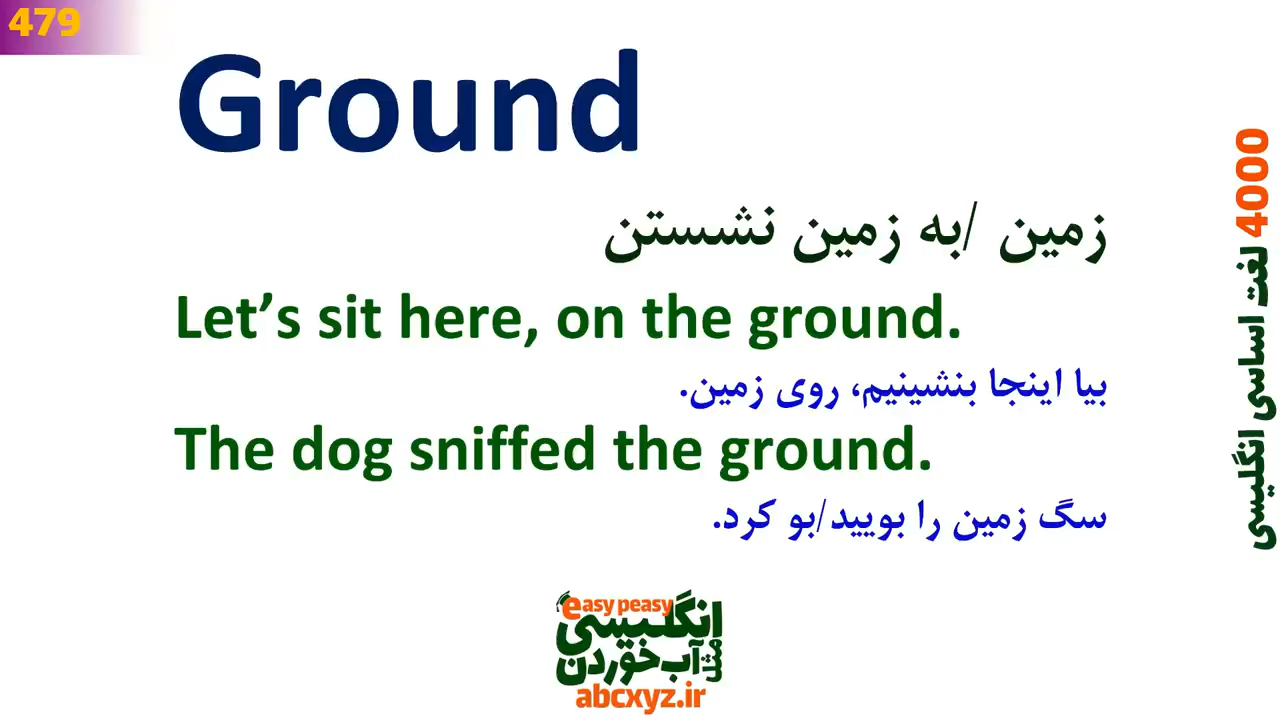 479
Ground
زمین /به زمین نشستن
Let’s sit here, on the ground.
بیا اینجا بنشینیم، روی زمین.
The dog sniffed the ground.
سگ زمین را بویید/بو کرد.
4000 لغت اساسی انگلیسی
easy peasy
انگلیسی
مثل آب خوردن
abcxyz.ir